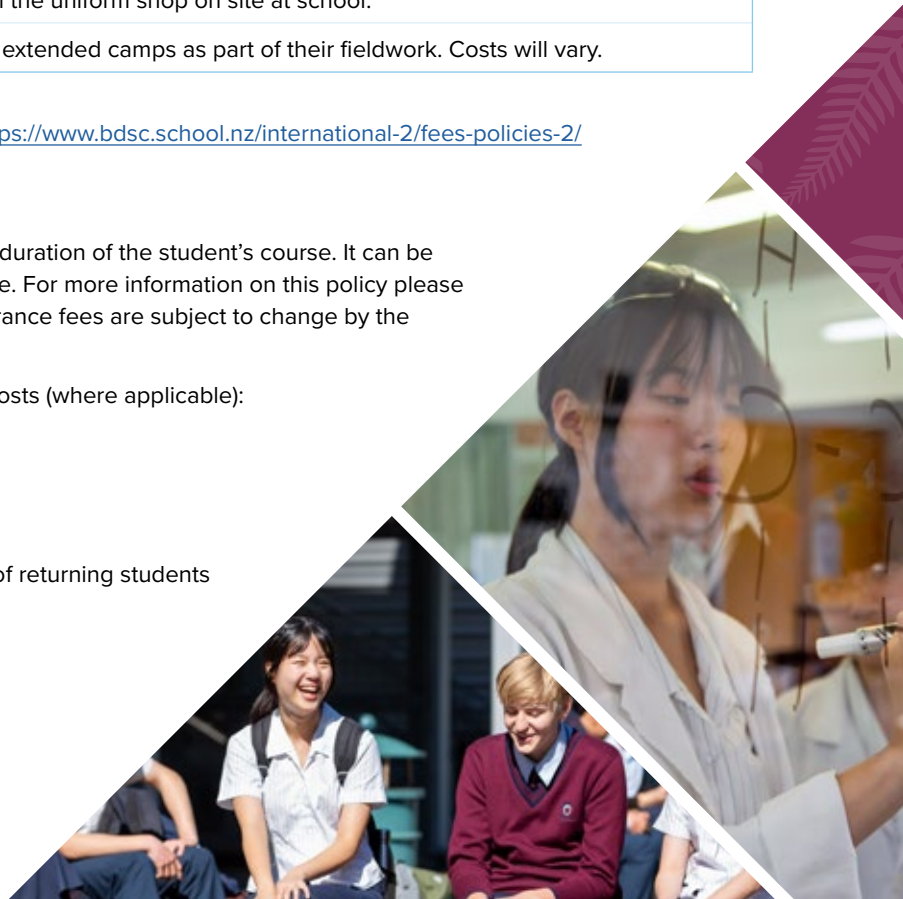 the uniform shop on site at school.
extended camps as part of their fieldwork. Costs will vary.
ps://www.bdsc.school.nz/international-2/fees-policies-2/
duration of the student's course. It can be
e. For more information on this policy please
rance fees are subject to change by the
osts (where applicable):
of returning students
H